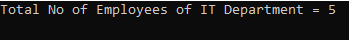 Total No of Employees of IT Department = 5